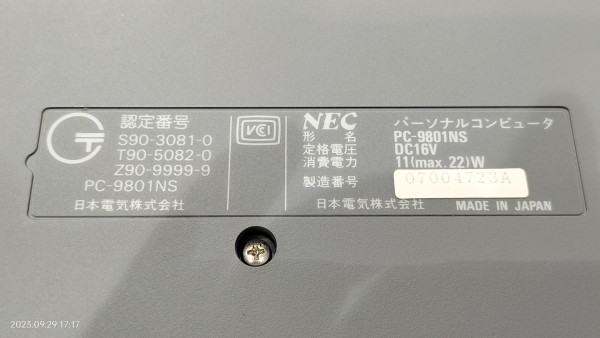 認定番号
S90-3081-0
T90-5082-0
Z90-9999-9
PC-9801NS
日本電気株式会社
VCI
NEC パーソナルコンピュータ
形 名 PC-9801NS
定格電圧 DC16V
消費電力 11(max.22)W
製造番号 07004723A
日本電気株式会社 MADE IN JAPAN
2023.09.29 17:17